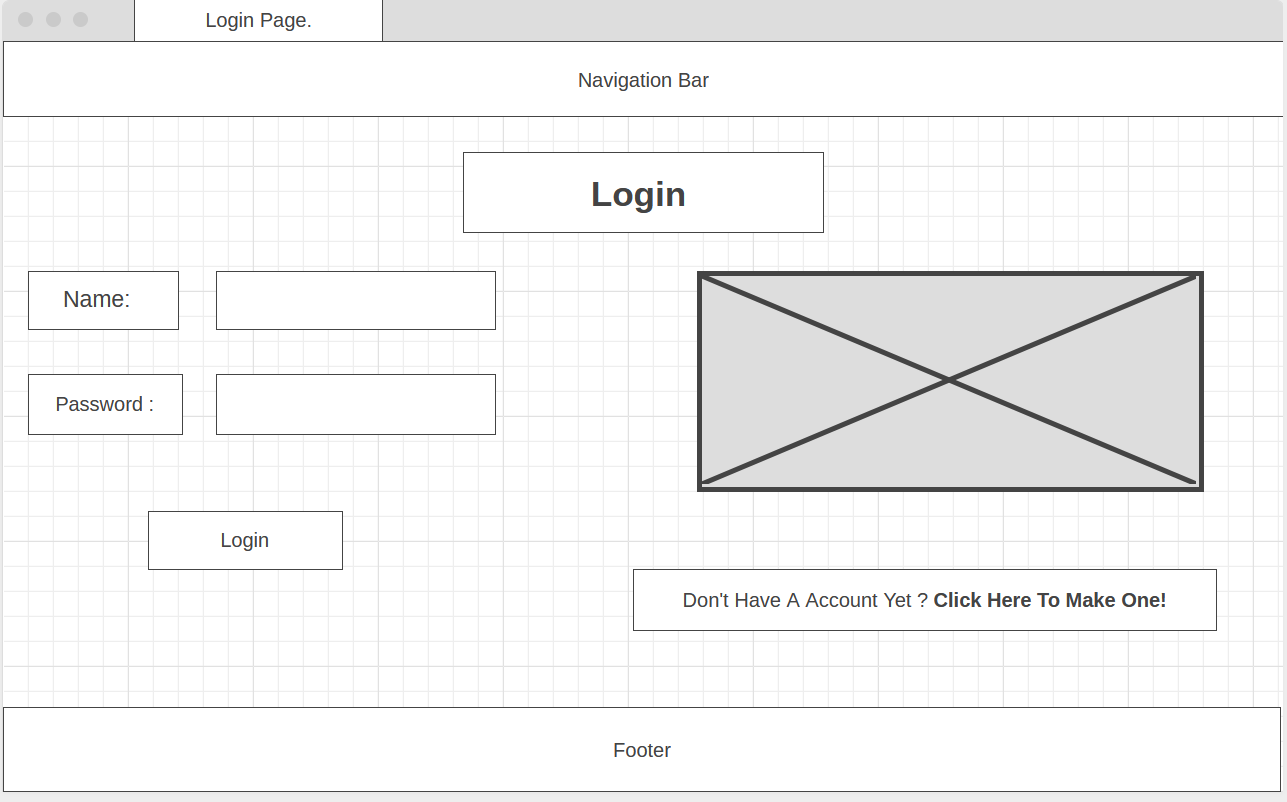 Login Page.
Navigation Bar
Login
Name:
Password :
Login
Don't Have A Account Yet ? Click Here To Make One!
Footer